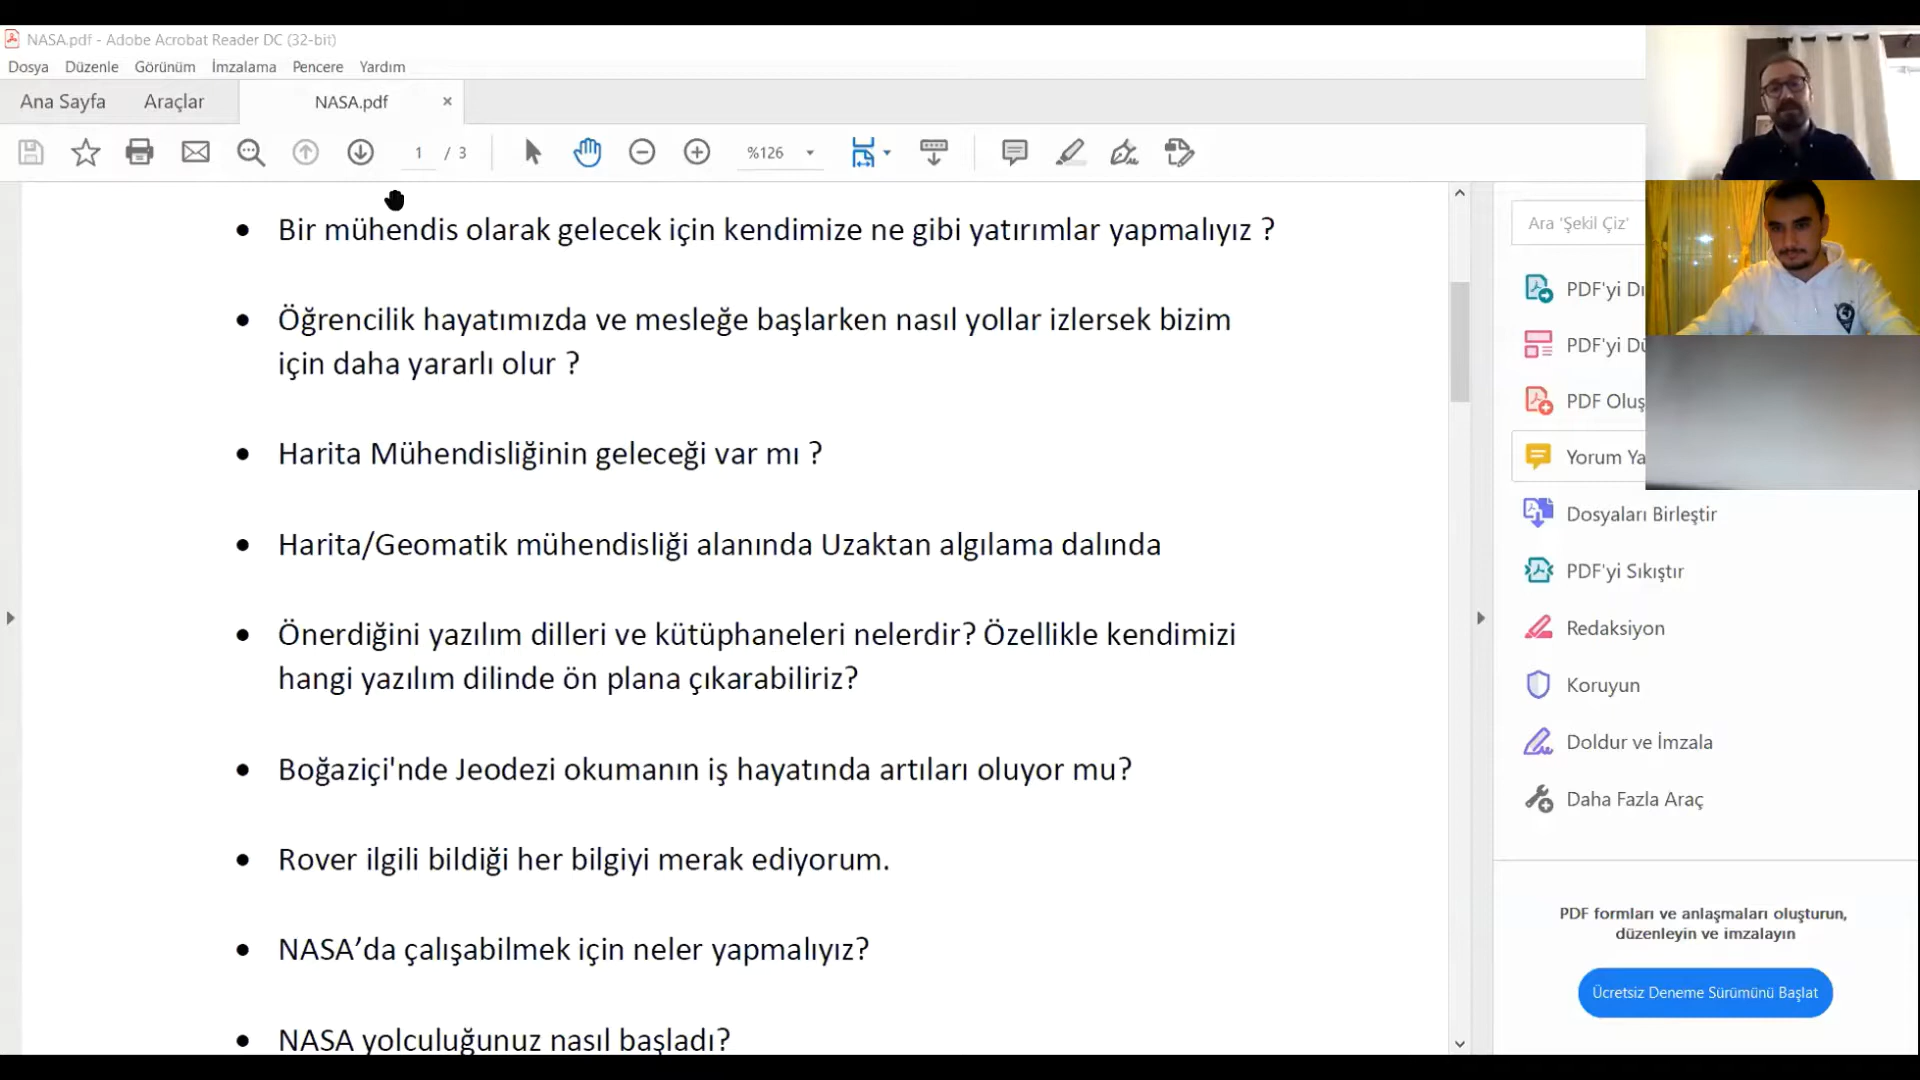 NASA.pdf - Adobe Acrobat Reader DC (32-bit)
Dosya Düzenle Görünüm İmzalama Pencere Yardım
Ana Sayfa Araçlar NASA.pdf ×
1 / 3 %126
• Bir mühendis olarak gelecek için kendimize ne gibi yatırımlar yapmalıyız ?
• Öğrencilik hayatımızda ve mesleğe başlarken nasıl yollar izlersek bizim
için daha yararlı olur ?
• Harita Mühendisliğinin geleceği var mı ?
• Harita/Geomatik mühendisliği alanında Uzaktan algılama dalında
• Önerdiğini yazılım dilleri ve kütüphaneleri nelerdir? Özellikle kendimizi
hangi yazılım dilinde ön plana çıkarabiliriz?
• Boğaziçi'nde Jeodezi okumanın iş hayatında artıları oluyor mu?
• Rover ilgili bildiği her bilgiyi merak ediyorum.
• NASA’da çalışabilmek için neler yapmalıyız?
• NASA yolculuğunuz nasıl başladı?
Ara 'Şekil Çiz'
PDF'yi Dı
PDF'yi Dü
PDF Oluş
Yorum Ya
Dosyaları Birleştir
PDF'yi Sıkıştır
Redaksiyon
Koruyun
Doldur ve İmzala
Daha Fazla Araç
PDF formları ve anlaşmaları oluşturun,
düzenleyin ve imzalayın
Ücretsiz Deneme Sürümünü Başlat